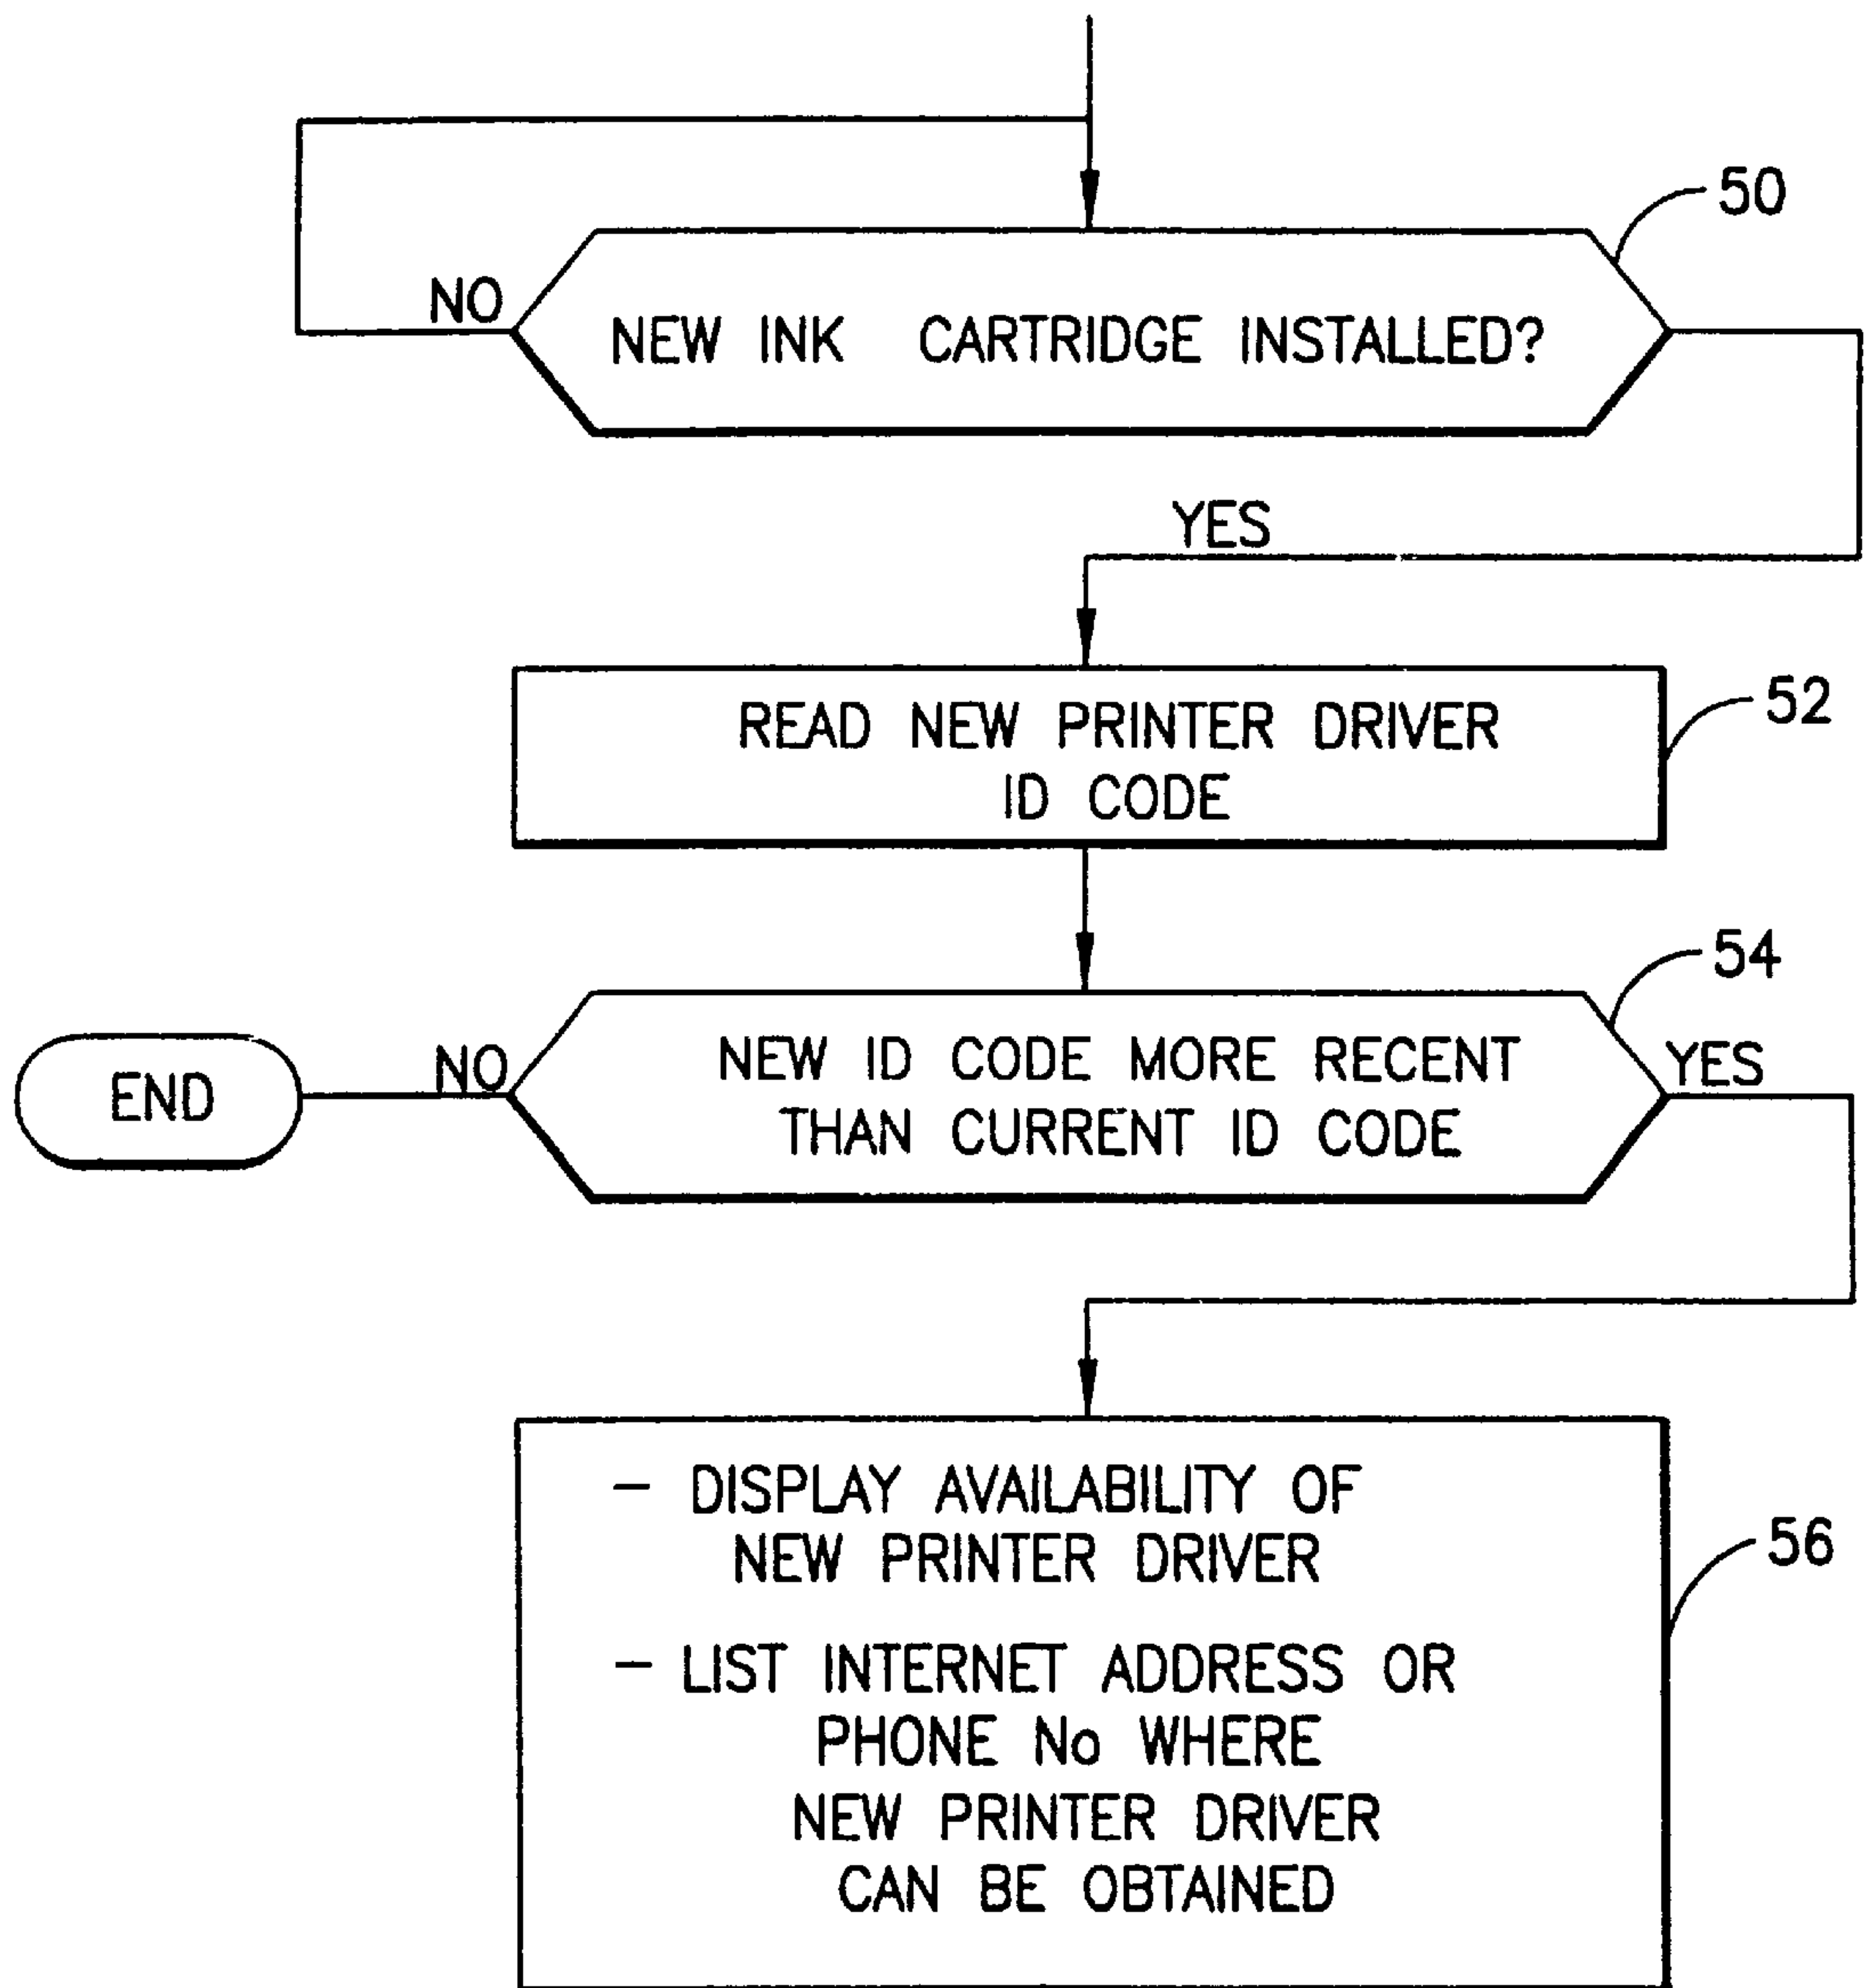 50
NO
NEW INK CARTRIDGE INSTALLED?
YES
READ NEW PRINTER DRIVER
ID CODE
52
54
END
NO
NEW ID CODE MORE RECENT
THAN CURRENT ID CODE
YES
- DISPLAY AVAILABILITY OF
NEW PRINTER DRIVER
56
- LIST INTERNET ADDRESS OR
PHONE No WHERE
NEW PRINTER DRIVER
CAN BE OBTAINED